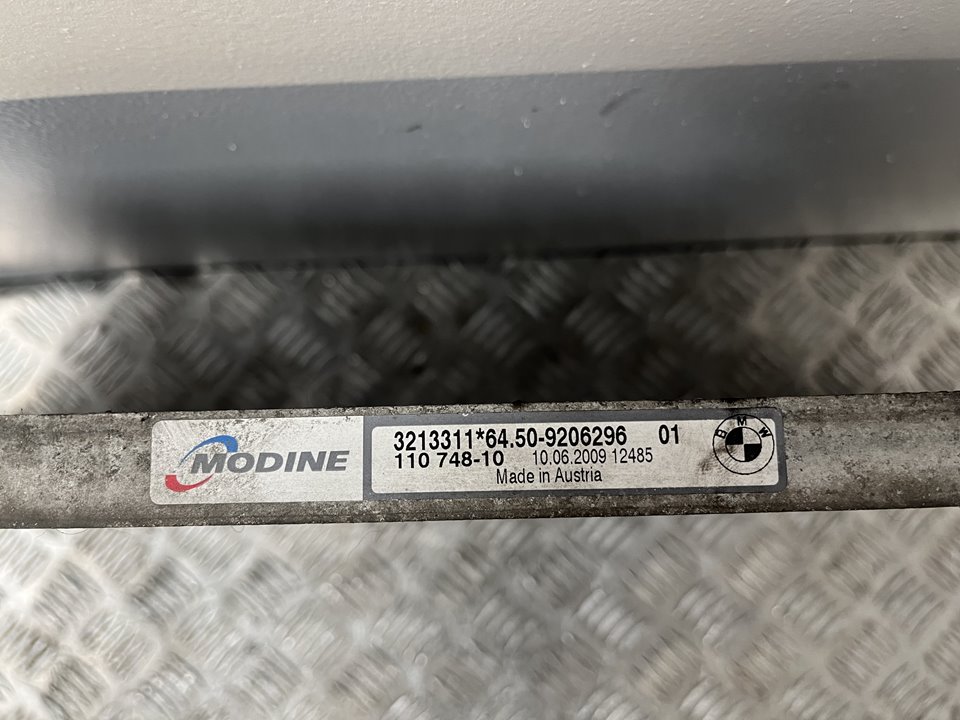 MODINE
3213311*64.50-9206296 01
110 748-10 10.06.2009 12485
Made in Austria
BMW